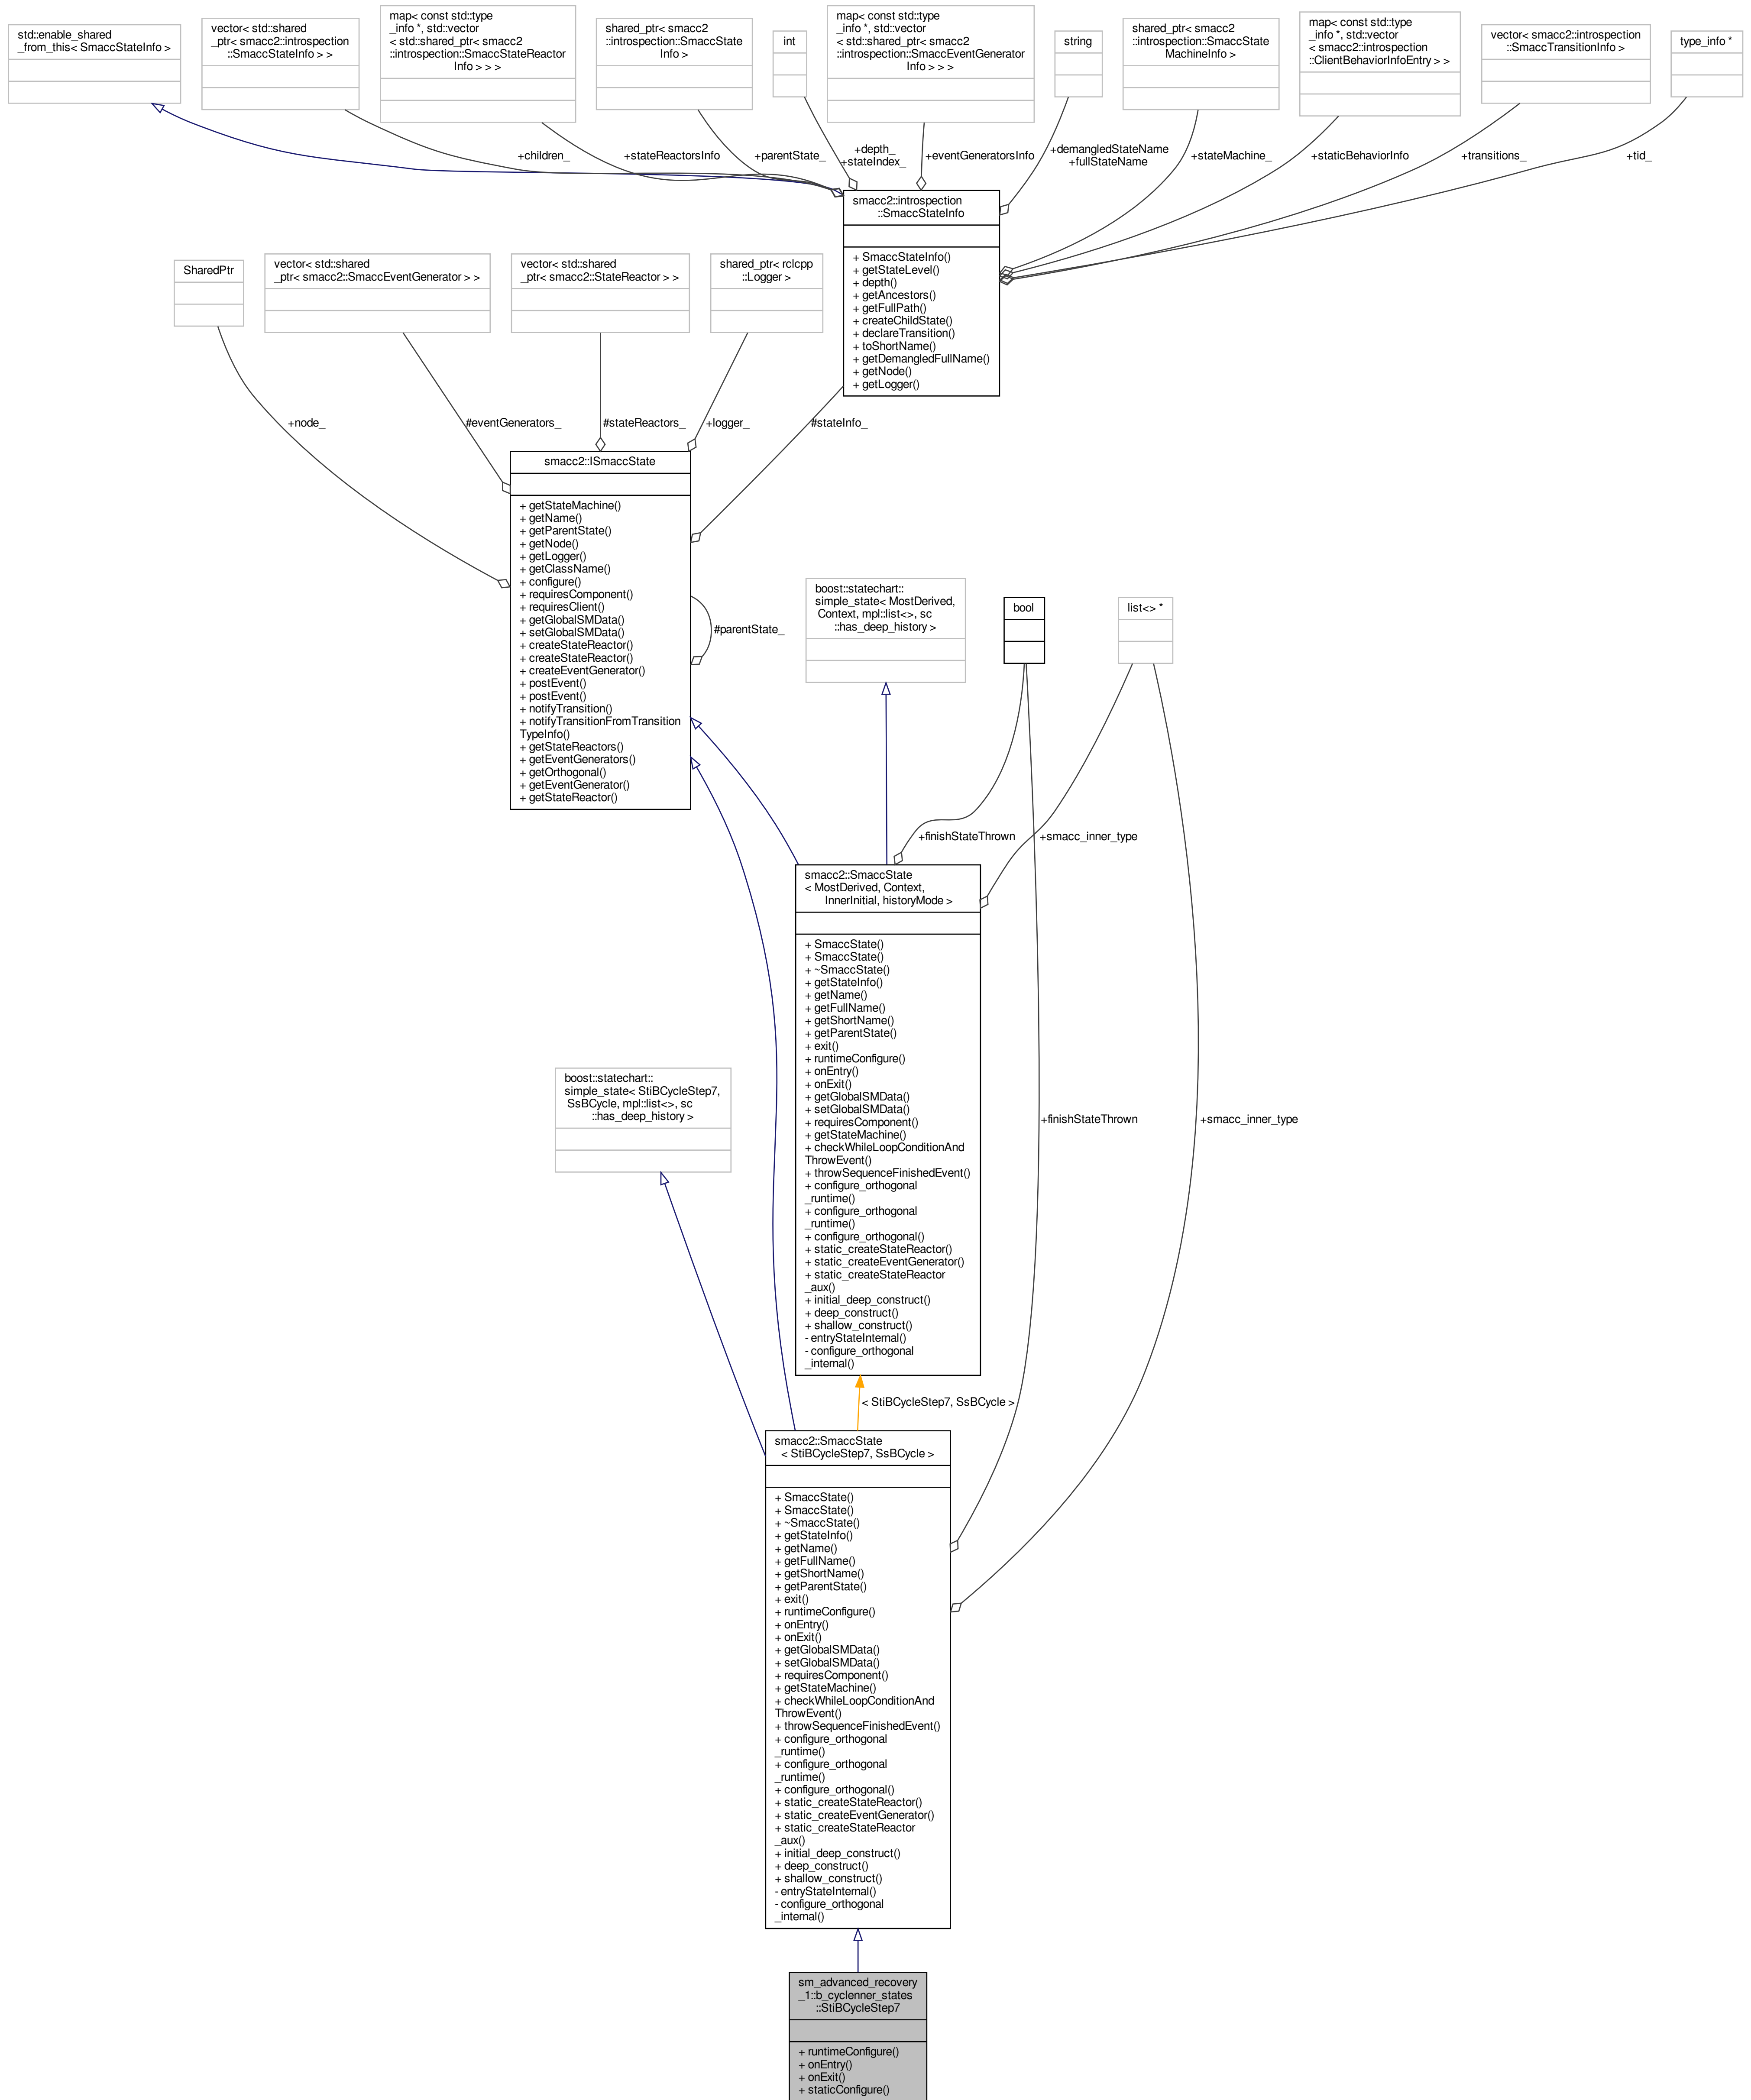 std::enable_shared
_from_this< SmaccStateInfo >
vector< std::shared
_ptr< smacc2::introspection
::SmaccStateInfo > >
map< const std::type
_info *, std::vector
< std::shared_ptr< smacc2
::introspection::SmaccStateReactor
Info > > >
shared_ptr< smacc2
::introspection::SmaccState
Info >
int
map< const std::type
_info *, std::vector
< std::shared_ptr< smacc2
::introspection::SmaccEventGenerator
Info > > >
string
shared_ptr< smacc2
::introspection::SmaccState
MachineInfo >
map< const std::type
_info *, std::vector
< smacc2::introspection
::ClientBehaviorInfoEntry > >
vector< smacc2::introspection
::SmaccTransitionInfo >
type_info *
+children_
+stateReactorsInfo
+parentState_
+depth_
+stateIndex_
+eventGeneratorsInfo
+demangledStateName
+fullStateName
+stateMachine_
+staticBehaviorInfo
+transitions_
+tid_
smacc2::introspection
::SmaccStateInfo
+ SmaccStateInfo()
+ getStateLevel()
+ depth()
+ getAncestors()
+ getFullPath()
+ createChildState()
+ declareTransition()
+ toShortName()
+ getDemangledFullName()
+ getNode()
+ getLogger()
SharedPtr
vector< std::shared
_ptr< smacc2::SmaccEventGenerator > >
vector< std::shared
_ptr< smacc2::StateReactor > >
shared_ptr< rclcpp
::Logger >
+node_
#eventGenerators_
#stateReactors_
+logger_
#stateInfo_
smacc2::ISmaccState
+ getStateMachine()
+ getName()
+ getParentState()
+ getNode()
+ getLogger()
+ getClassName()
+ configure()
+ requiresComponent()
+ requiresClient()
+ getGlobalSMData()
+ setGlobalSMData()
+ createStateReactor()
+ createStateReactor()
+ createEventGenerator()
+ postEvent()
+ postEvent()
+ notifyTransition()
+ notifyTransitionFromTransition
TypeInfo()
+ getStateReactors()
+ getEventGenerators()
+ getOrthogonal()
+ getEventGenerator()
+ getStateReactor()
#parentState_
boost::statechart::
simple_state< MostDerived,
Context, mpl::list<>, sc
::has_deep_history >
bool
list<> *
+finishStateThrown
+smacc_inner_type
smacc2::SmaccState
< MostDerived, Context,
InnerInitial, historyMode >
+ SmaccState()
+ SmaccState()
+ ~SmaccState()
+ getStateInfo()
+ getName()
+ getFullName()
+ getShortName()
+ getParentState()
+ exit()
+ runtimeConfigure()
+ onEntry()
+ onExit()
+ getGlobalSMData()
+ setGlobalSMData()
+ requiresComponent()
+ getStateMachine()
+ checkWhileLoopConditionAnd
ThrowEvent()
+ throwSequenceFinishedEvent()
+ configure_orthogonal
_runtime()
+ configure_orthogonal
_runtime()
+ configure_orthogonal()
+ static_createStateReactor()
+ static_createEventGenerator()
+ static_createStateReactor
_aux()
+ initial_deep_construct()
+ deep_construct()
+ shallow_construct()
- entryStateInternal()
- configure_orthogonal
_internal()
boost::statechart::
simple_state< StiBCycleStep7,
SsBCycle, mpl::list<>, sc
::has_deep_history >
+finishStateThrown
+smacc_inner_type
< StiBCycleStep7, SsBCycle >
smacc2::SmaccState
< StiBCycleStep7, SsBCycle >
+ SmaccState()
+ SmaccState()
+ ~SmaccState()
+ getStateInfo()
+ getName()
+ getFullName()
+ getShortName()
+ getParentState()
+ exit()
+ runtimeConfigure()
+ onEntry()
+ onExit()
+ getGlobalSMData()
+ setGlobalSMData()
+ requiresComponent()
+ getStateMachine()
+ checkWhileLoopConditionAnd
ThrowEvent()
+ throwSequenceFinishedEvent()
+ configure_orthogonal
_runtime()
+ configure_orthogonal
_runtime()
+ configure_orthogonal()
+ static_createStateReactor()
+ static_createEventGenerator()
+ static_createStateReactor
_aux()
+ initial_deep_construct()
+ deep_construct()
+ shallow_construct()
- entryStateInternal()
- configure_orthogonal
_internal()
sm_advanced_recovery
_1::b_cyclenner_states
::StiBCycleStep7
+ runtimeConfigure()
+ onEntry()
+ onExit()
+ staticConfigure()